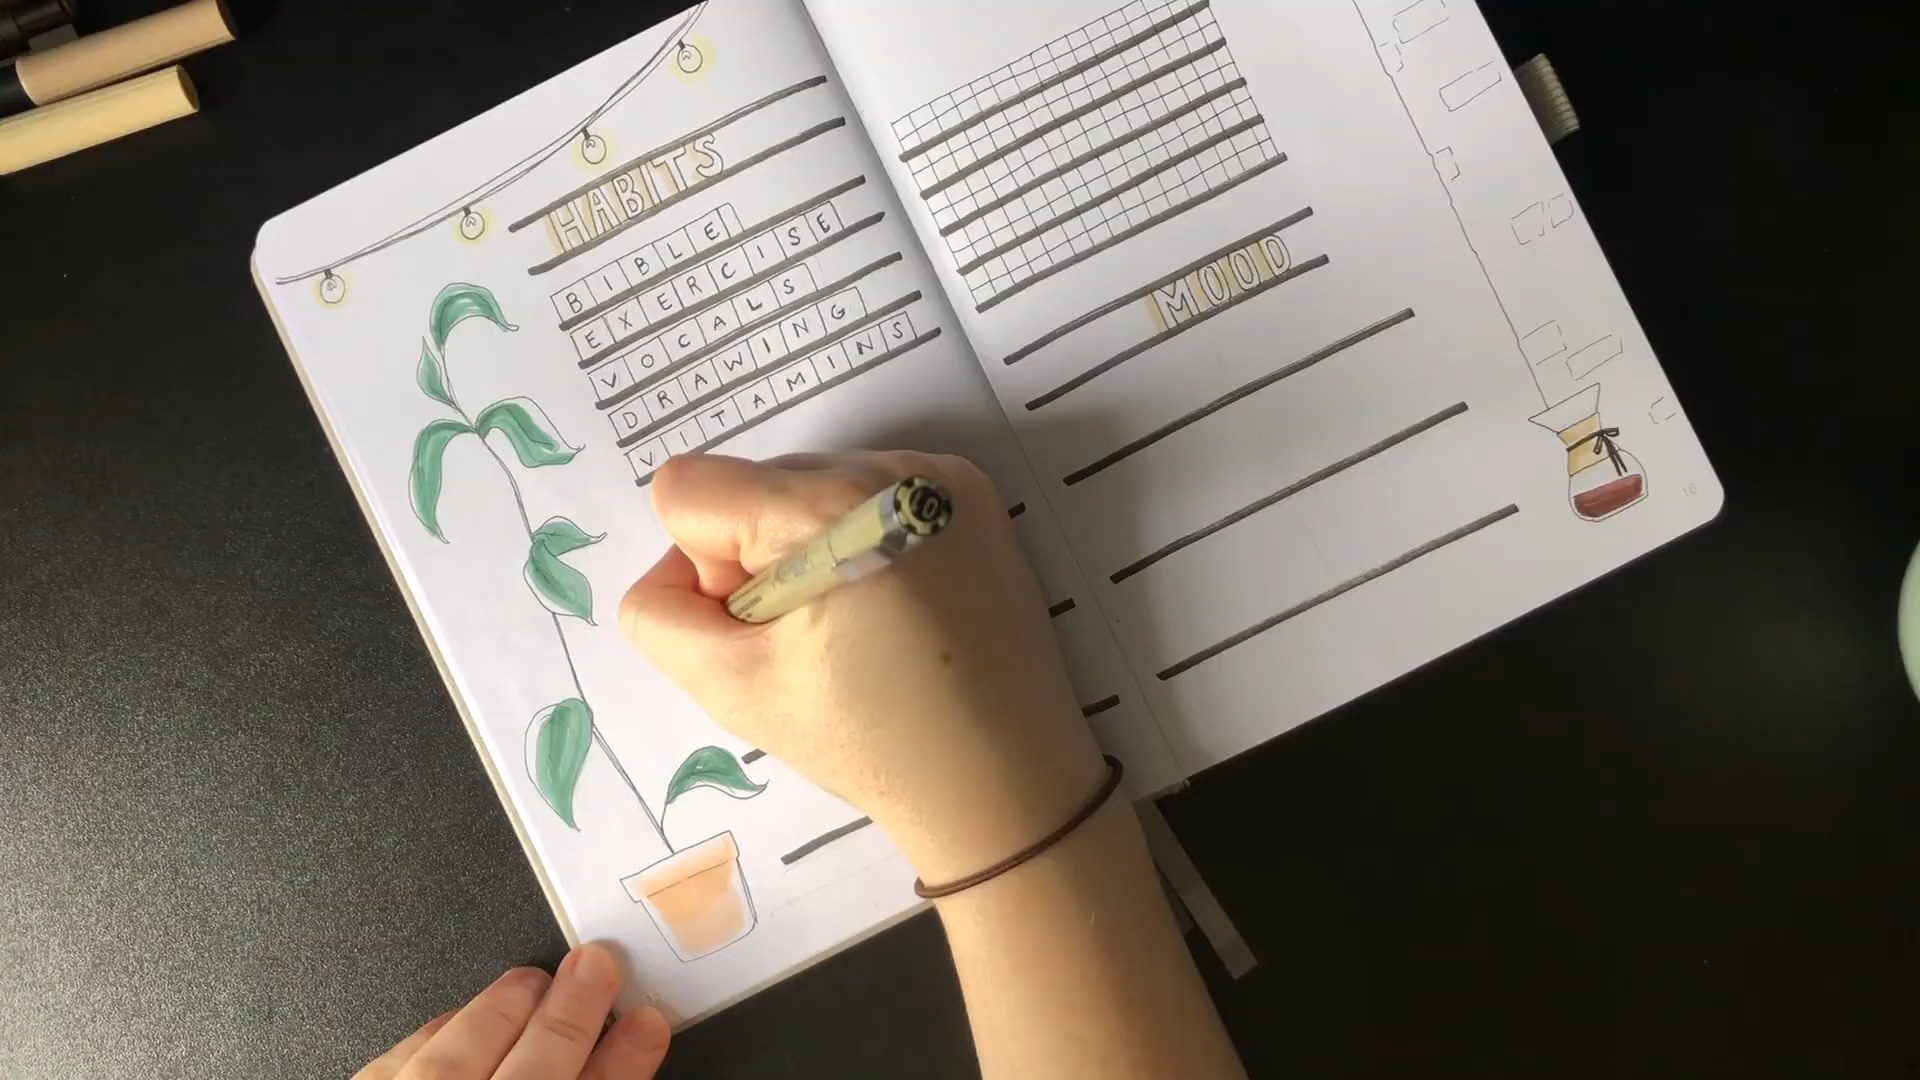 HABITS
BIBLE
EXERCISE
VOCALS
DRAWING
VITAMINS
MOOD